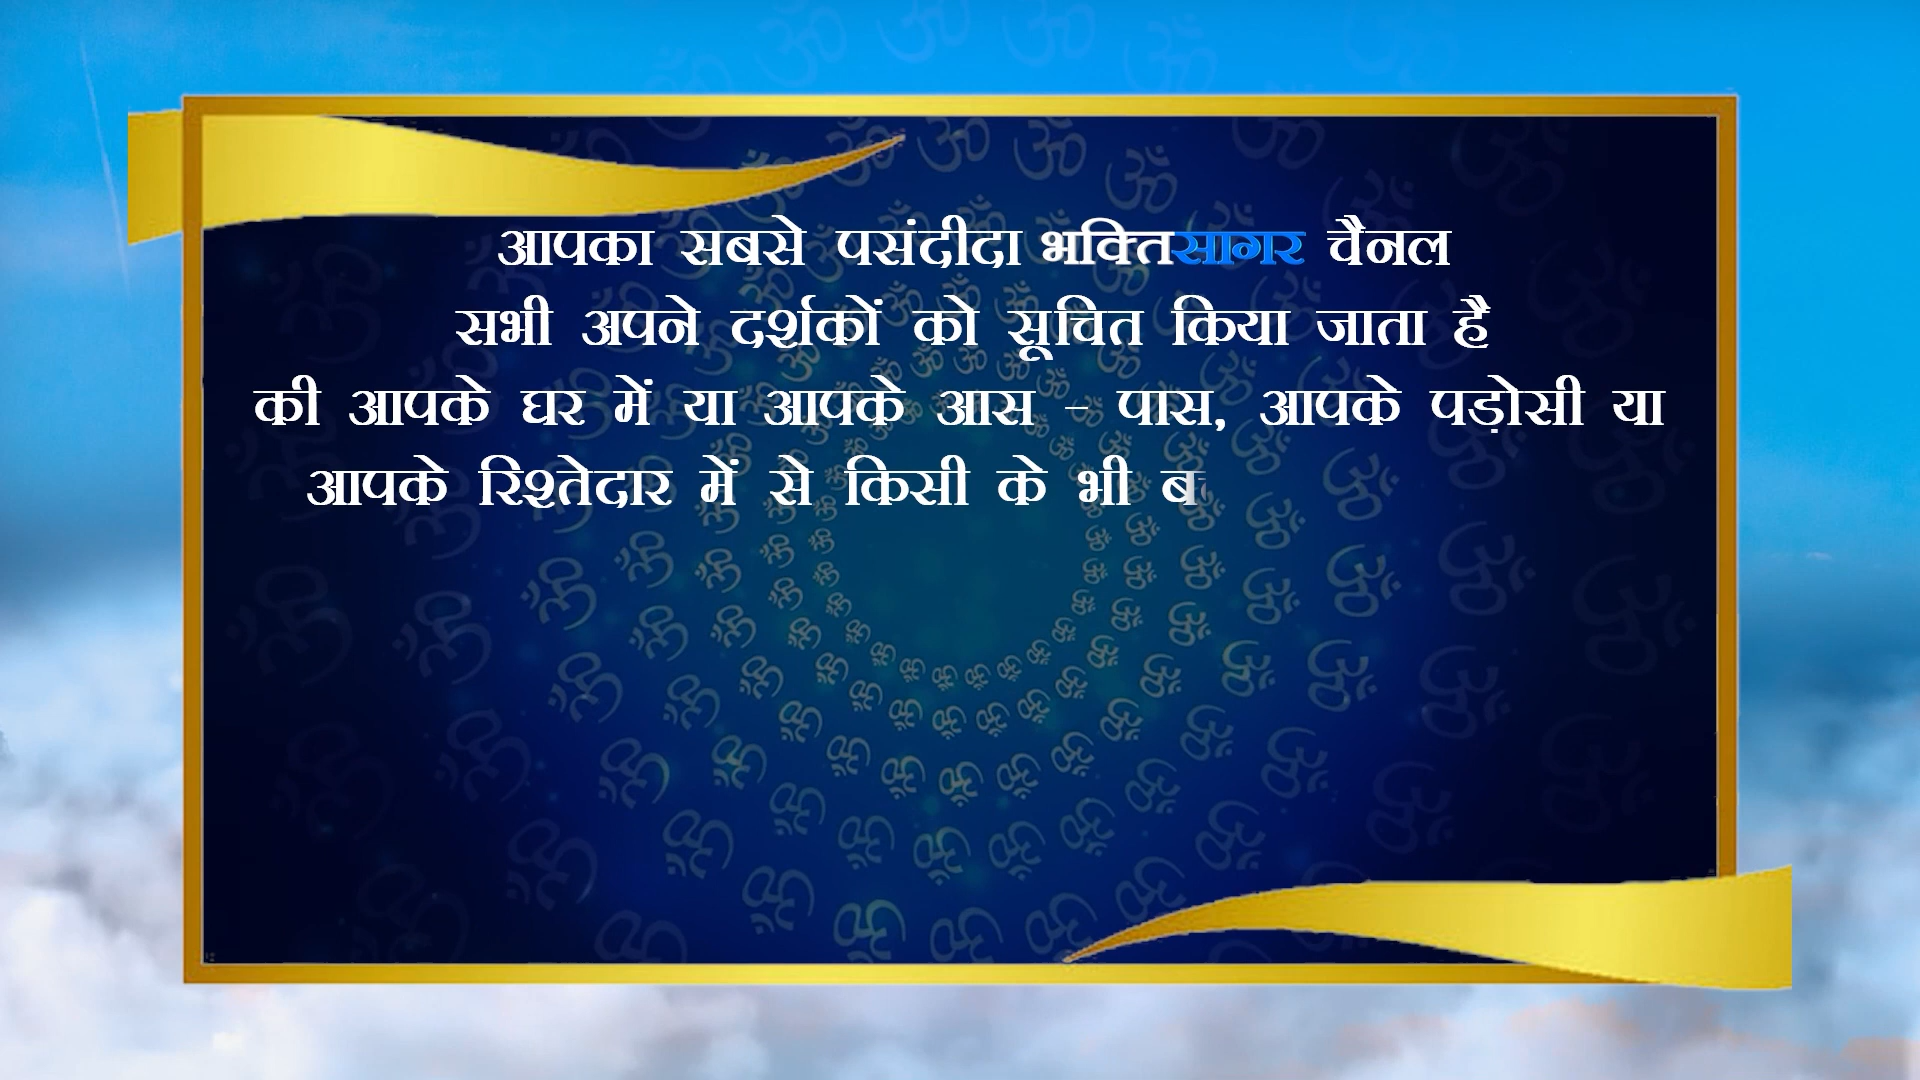 आपका सबसे पसंदीदा भक्तिसागर चैनल
सभी अपने दर्शकों को सूचित किया जाता है
की आपके घर में या आपके आस - पास, आपके पड़ोसी या
आपके रिश्तेदार में से किसी के भी ब